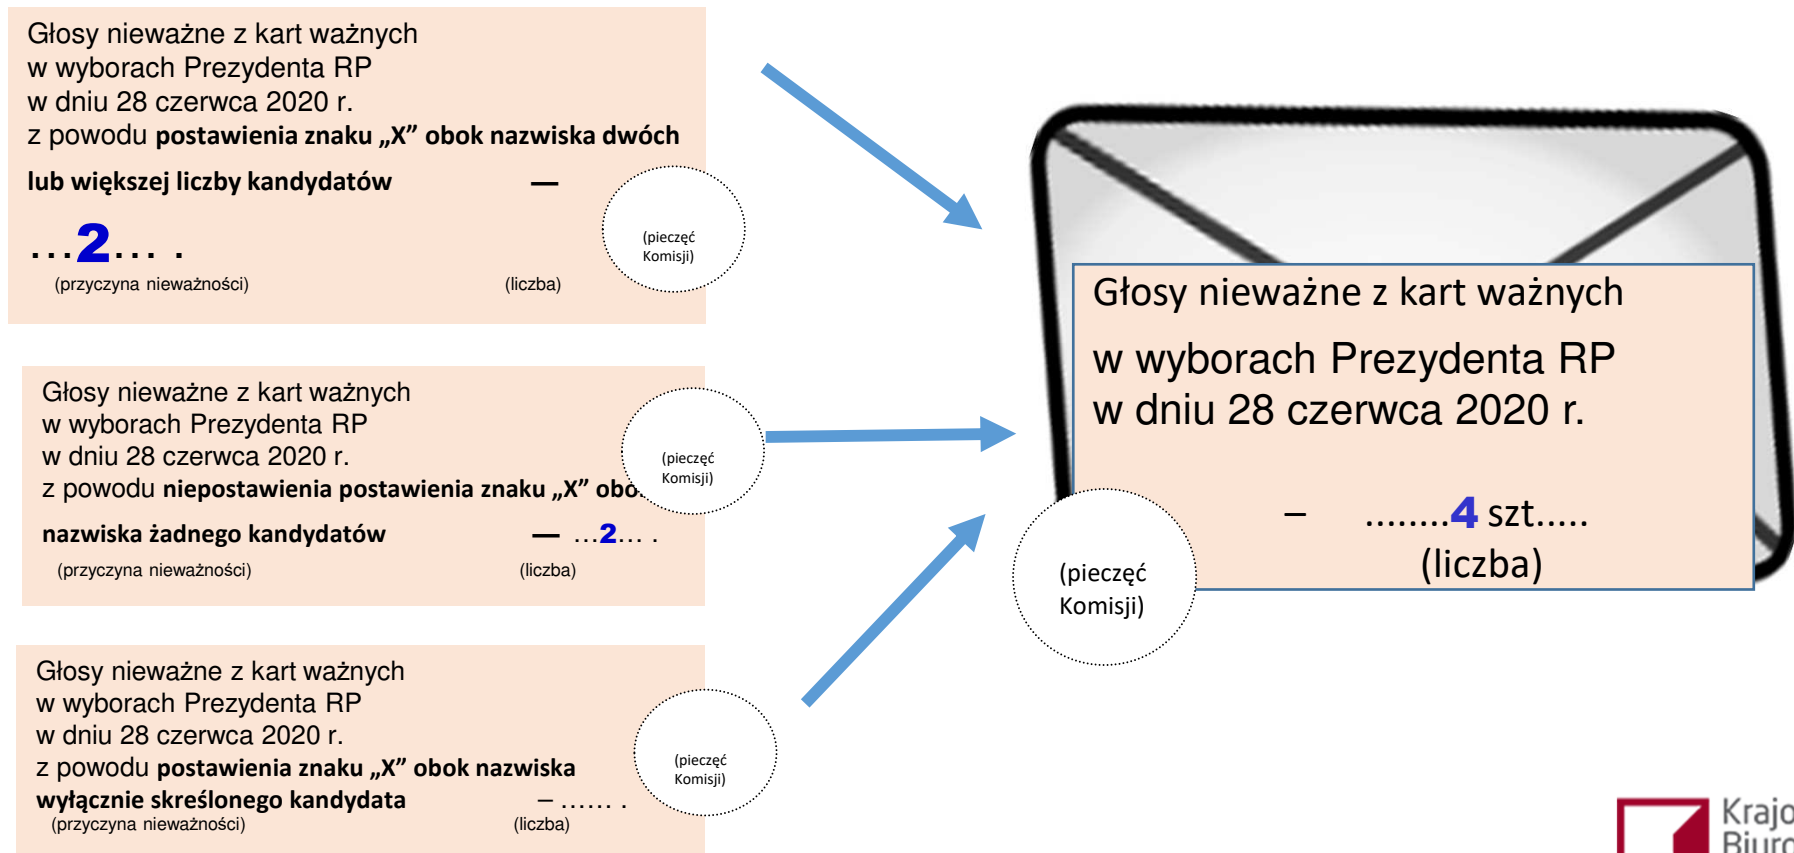 Głosy nieważne z kart ważnych
w wyborach Prezydenta RP
w dniu 28 czerwca 2020 r.
z powodu postawienia znaku „X” obok nazwiska dwóch
lub większej liczby kandydatów —
...2... .
(przyczyna nieważności) (liczba)
(pieczęć
Komisji)
Głosy nieważne z kart ważnych
w wyborach Prezydenta RP
w dniu 28 czerwca 2020 r.
z powodu niepostawienia postawienia znaku „X”
nazwiska żadnego kandydatów — ...2... .
(przyczyna nieważności) (liczba)
(pieczęć
Komisji)
Głosy nieważne z kart ważnych
w wyborach Prezydenta RP
w dniu 28 czerwca 2020 r.
z powodu postawienia znaku „X” obok nazwiska
wyłącznie skreślonego kandydata – ...... .
(przyczyna nieważności) (liczba)
(pieczęć
Komisji)
Głosy nieważne z kart ważnych
w wyborach Prezydenta RP
w dniu 28 czerwca 2020 r.
– ........4 szt.....
(liczba)
(pieczęć
Komisji)